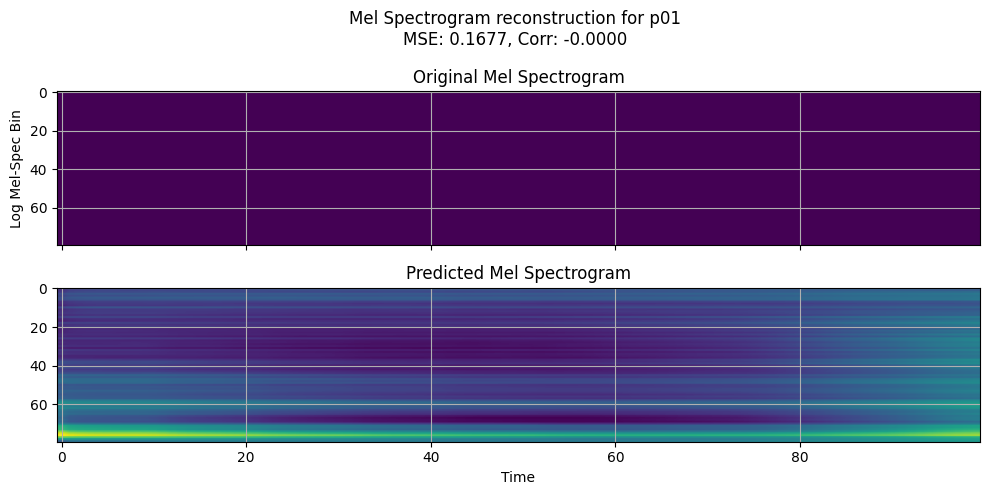 Mel Spectrogram reconstruction for p01
MSE: 0.1677, Corr: -0.0000
Original Mel Spectrogram
Log Mel-Spec Bin
0
20
40
60
Predicted Mel Spectrogram
0
20
40
60
0 20 40 60 80
Time